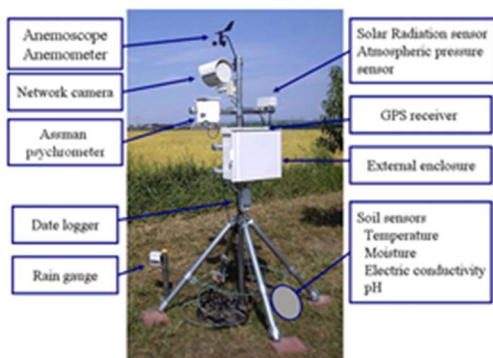 Anemoscope
Anemometer
Network camera
Assman
psychrometer
Date logger
Rain gauge
Solar Radiation sensor
Atmospheric pressure
sensor
GPS receiver
External enclosure
Soil sensors
Temperature
Moisture
Electric conductivity
pH